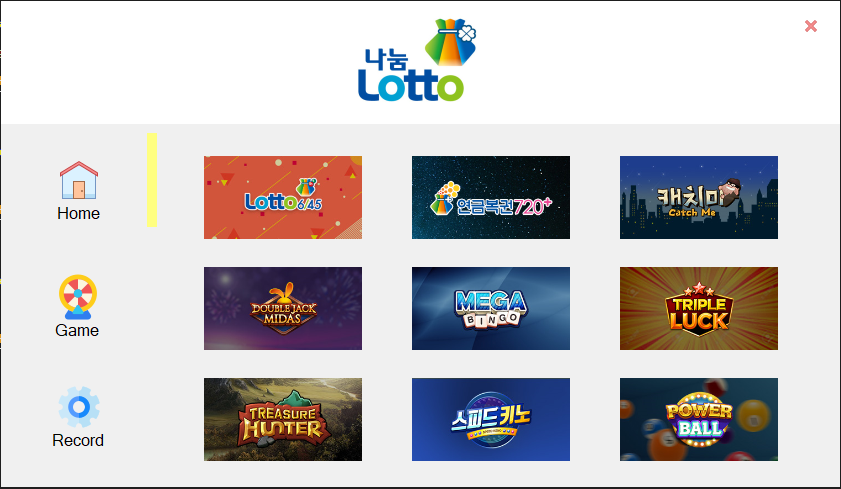 나눔
Lotto
Home
Game
Record
Lotto 6/45
연금복권720+
캐치미
Catch Me
DOUBLE JACK
MIDAS
MEGA
BINGO
TRIPLE
LUCK
TREASURE
HUNTER
스피드키노
POWER
BALL